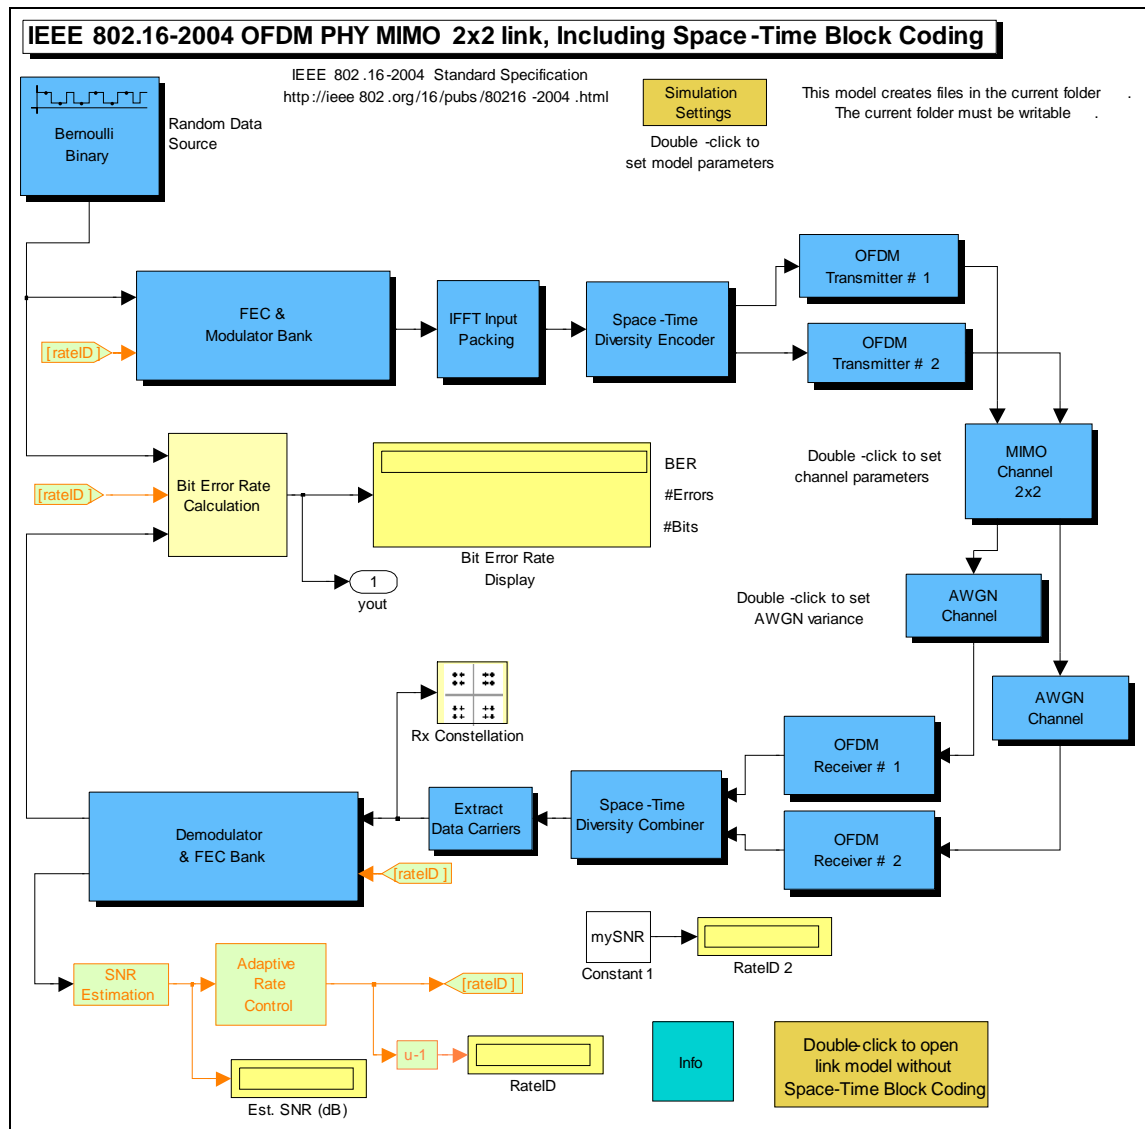 IEEE 802.16-2004 OFDM PHY MIMO 2x2 link, Including Space-Time Block Coding
IEEE 802.16-2004 Standard Specification
http://ieee802.org/16/pubs/80216-2004.html
Simulation
Settings
Double-click to
set model parameters
This model creates files in the current folder.
The current folder must be writable.
Bernoulli
Binary
Random Data
Source
FEC &
Modulator Bank
[rateID]
IFFT Input
Packing
Space-Time
Diversity Encoder
OFDM
Transmitter # 1
OFDM
Transmitter # 2
Double-click to set
channel parameters
MIMO
Channel
2x2
Bit Error Rate
Calculation
[rateID]
BER
#Errors
#Bits
Bit Error Rate
Display
1
yout
Double-click to set
AWGN variance
AWGN
Channel
AWGN
Channel
Rx Constellation
OFDM
Receiver # 1
OFDM
Receiver # 2
Space-Time
Diversity Combiner
Extract
Data Carriers
Demodulator
& FEC Bank
[rateID]
mySNR
Constant 1
RateID 2
SNR
Estimation
Adaptive
Rate
Control
[rateID]
u-1
RateID
Est. SNR (dB)
Info
Double-click to open
link model without
Space-Time Block Coding